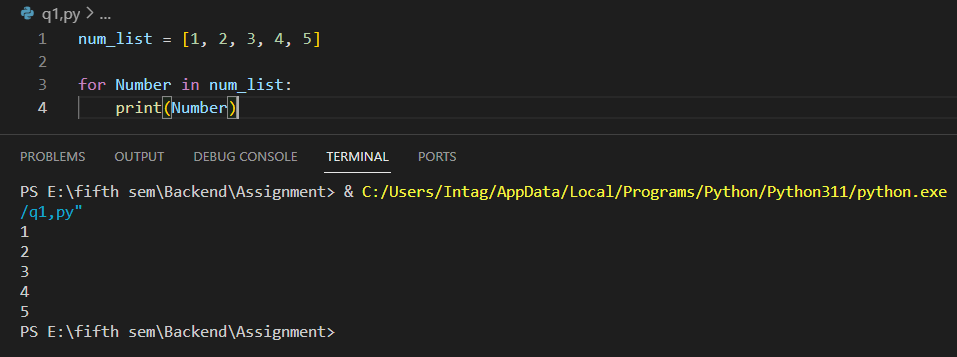 q1,py > ...
1 num_list = [1, 2, 3, 4, 5]
2
3 for Number in num_list:
4     print(Number)
PROBLEMS OUTPUT DEBUG CONSOLE TERMINAL PORTS
PS E:\fifth sem\Backend\Assignment> & C:/Users/Intag/AppData/Local/Programs/Python/Python311/python.exe
/q1,py"
1
2
3
4
5
PS E:\fifth sem\Backend\Assignment>